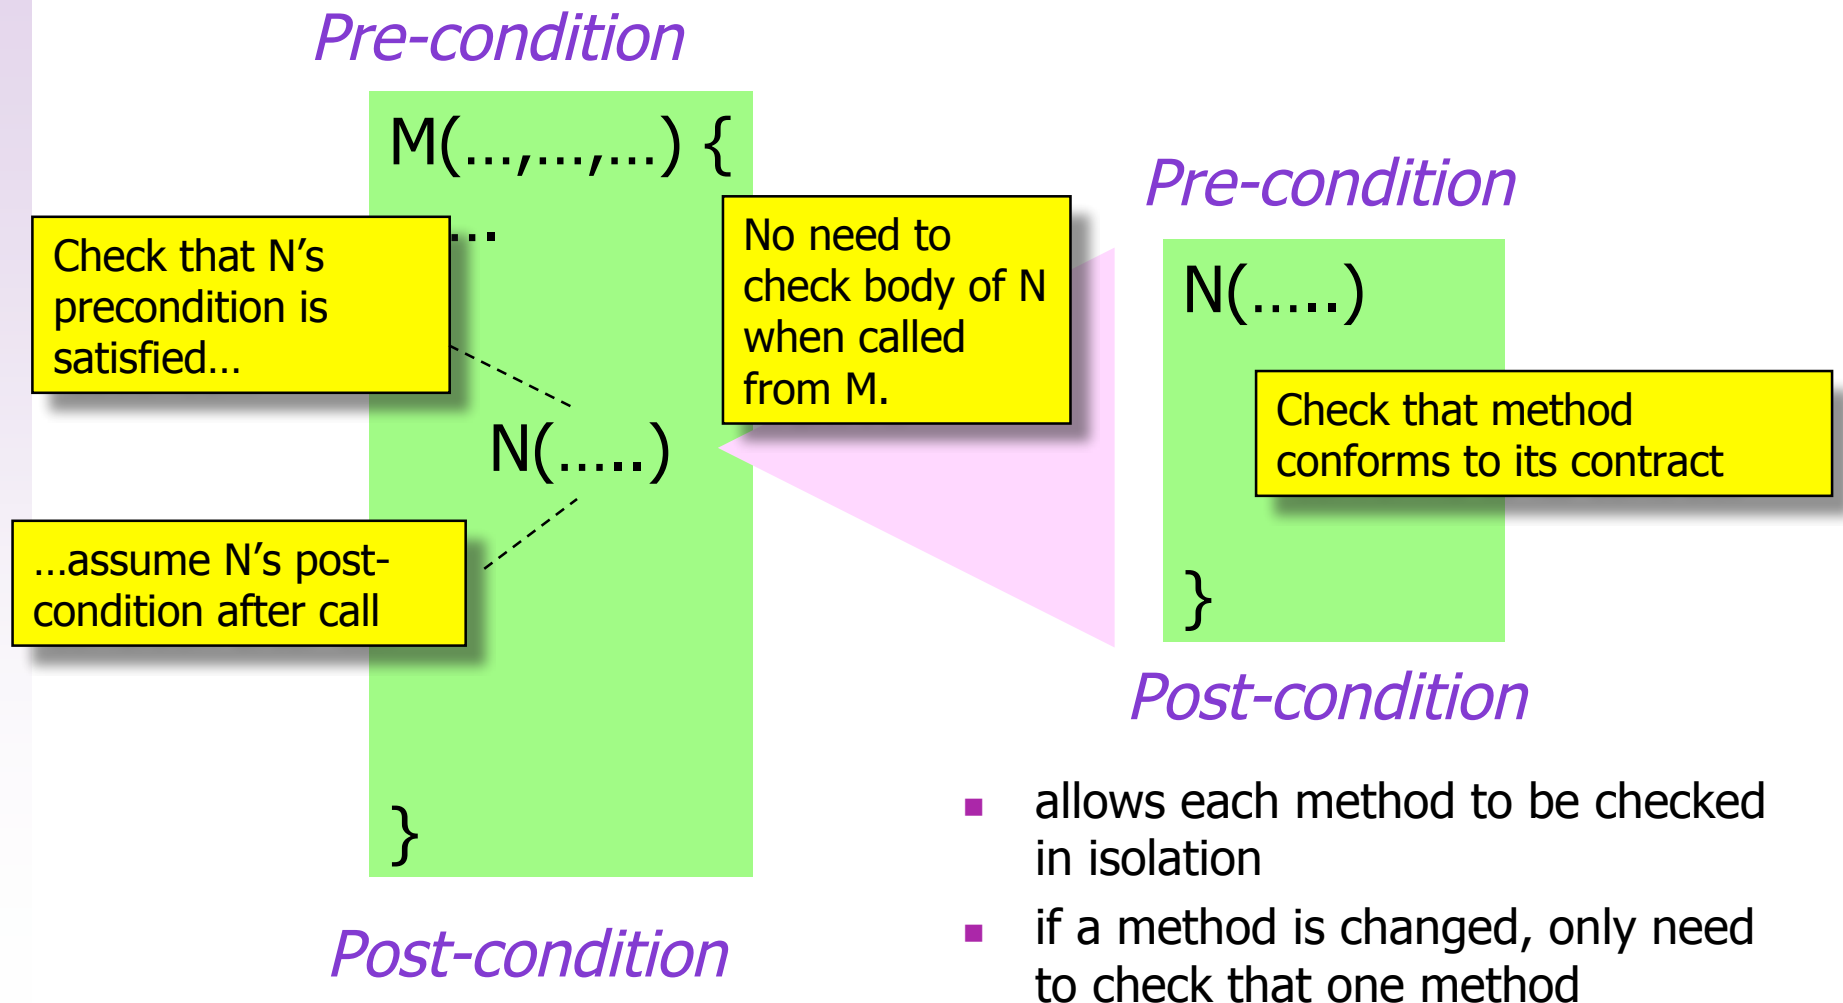 Pre-condition
M(…,…,…) {
…
Check that N’s
precondition is
satisfied…
N(…..)
…assume N’s post-
condition after call
}
Post-condition
No need to
check body of N
when called
from M.
Pre-condition
N(…..)
Check that method
conforms to its contract
}
Post-condition
■ allows each method to be checked
in isolation
■ if a method is changed, only need
to check that one method